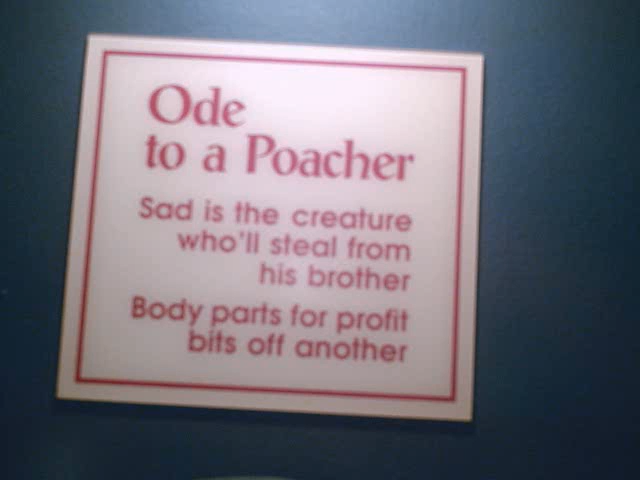 Ode
to a Poacher
Sad is the creature
who'll steal from
his brother
Body parts for profit
bits off another